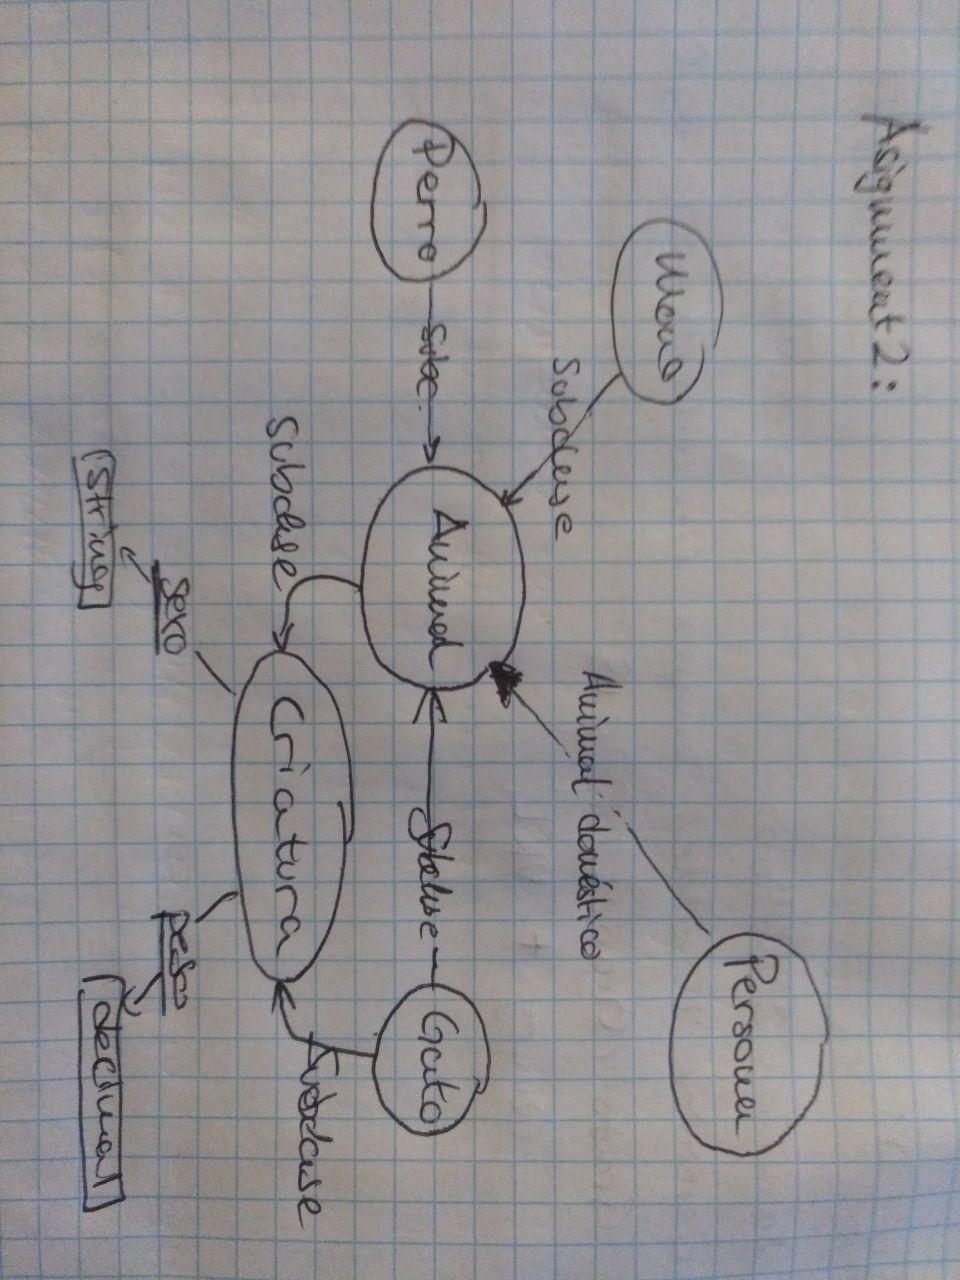 Asignment 2:
Persona
Mono
Animal doméstico
Subclase
Perro
Subc.
Animal
Subclase
Gato
Subclase
Criatura
Subclase
sexo
peso
string
decimal